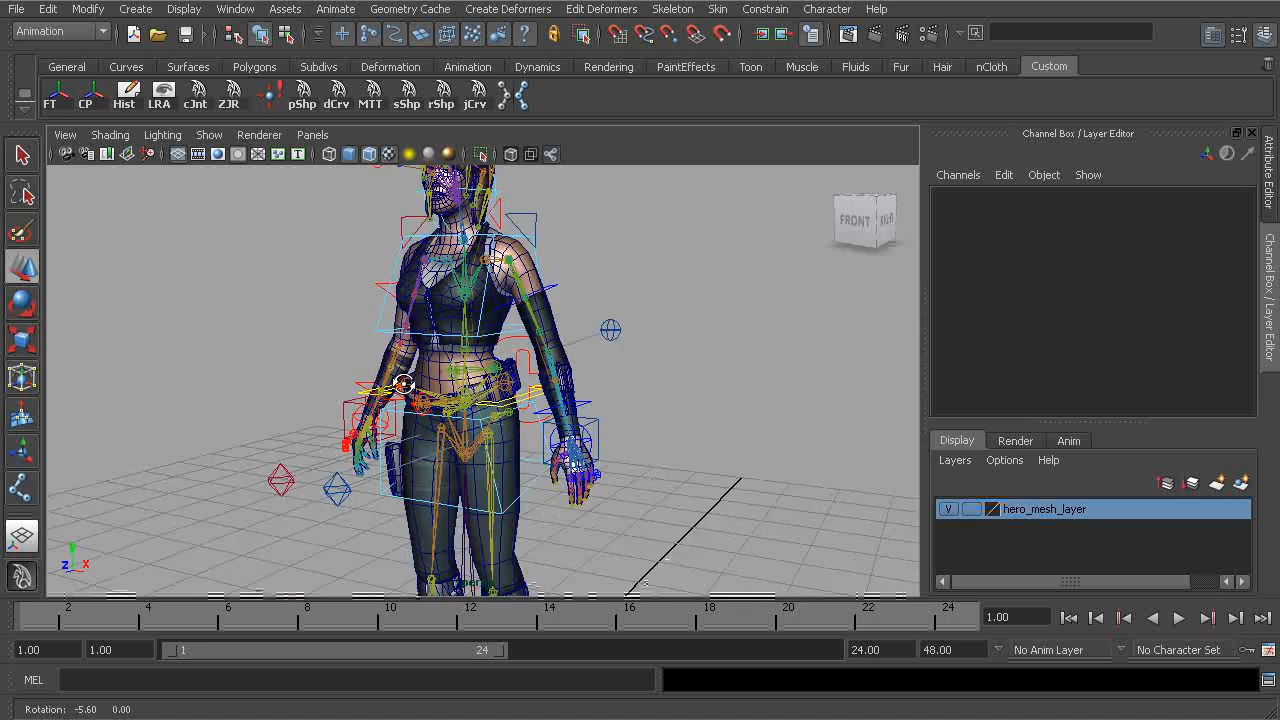 File Edit Modify Create Display Window Assets Animate Geometry Cache Create Deformers Edit Deformers Skeleton Skin Constrain Character Help
Animation
General Curves Surfaces Polygons Subdivs Deformation Animation Dynamics Rendering PaintEffects Toon Muscle Fluids Fur Hair nCloth Custom
FT CP Hist LRA cJnt ZJR pShp dCrv MTT sShp rShp jCrv
View Shading Lighting Show Renderer Panels
Channel Box / Layer Editor
Channels Edit Object Show
Attribute Editor
Channel Box / Layer Editor
FRONT RIGHT
Display Render Anim
Layers Options Help
V hero_mesh_layer
Y
Z X
2 4 6 8 10 12 14 16 18 20 22 24
1.00
1.00 1.00 1 24 24.00 48.00 No Anim Layer No Character Set
MEL
Rotation: -5.60 0.00